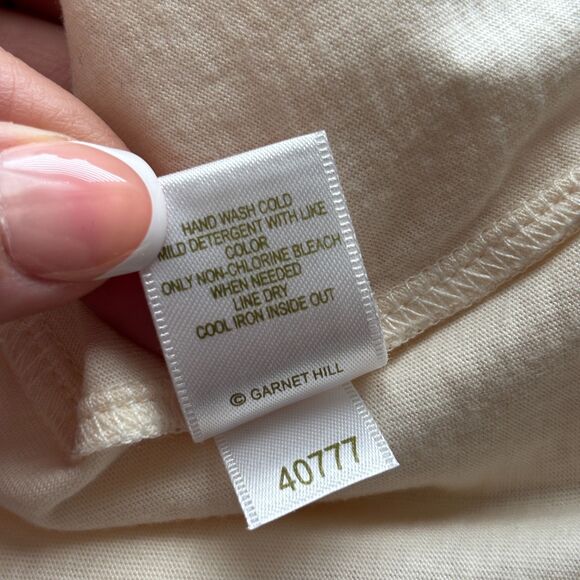 HAND WASH COLD
MILD DETERGENT WITH LIKE
COLOR
ONLY NON-CHLORINE BLEACH
WHEN NEEDED
LINE DRY
COOL IRON INSIDE OUT
© GARNET HILL
40777